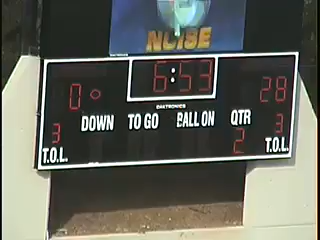 NOISE
6:53
DAKTRONICS
0 28
DOWN TO GO BALL ON QTR
3 2 3
T.O.L. T.O.L.